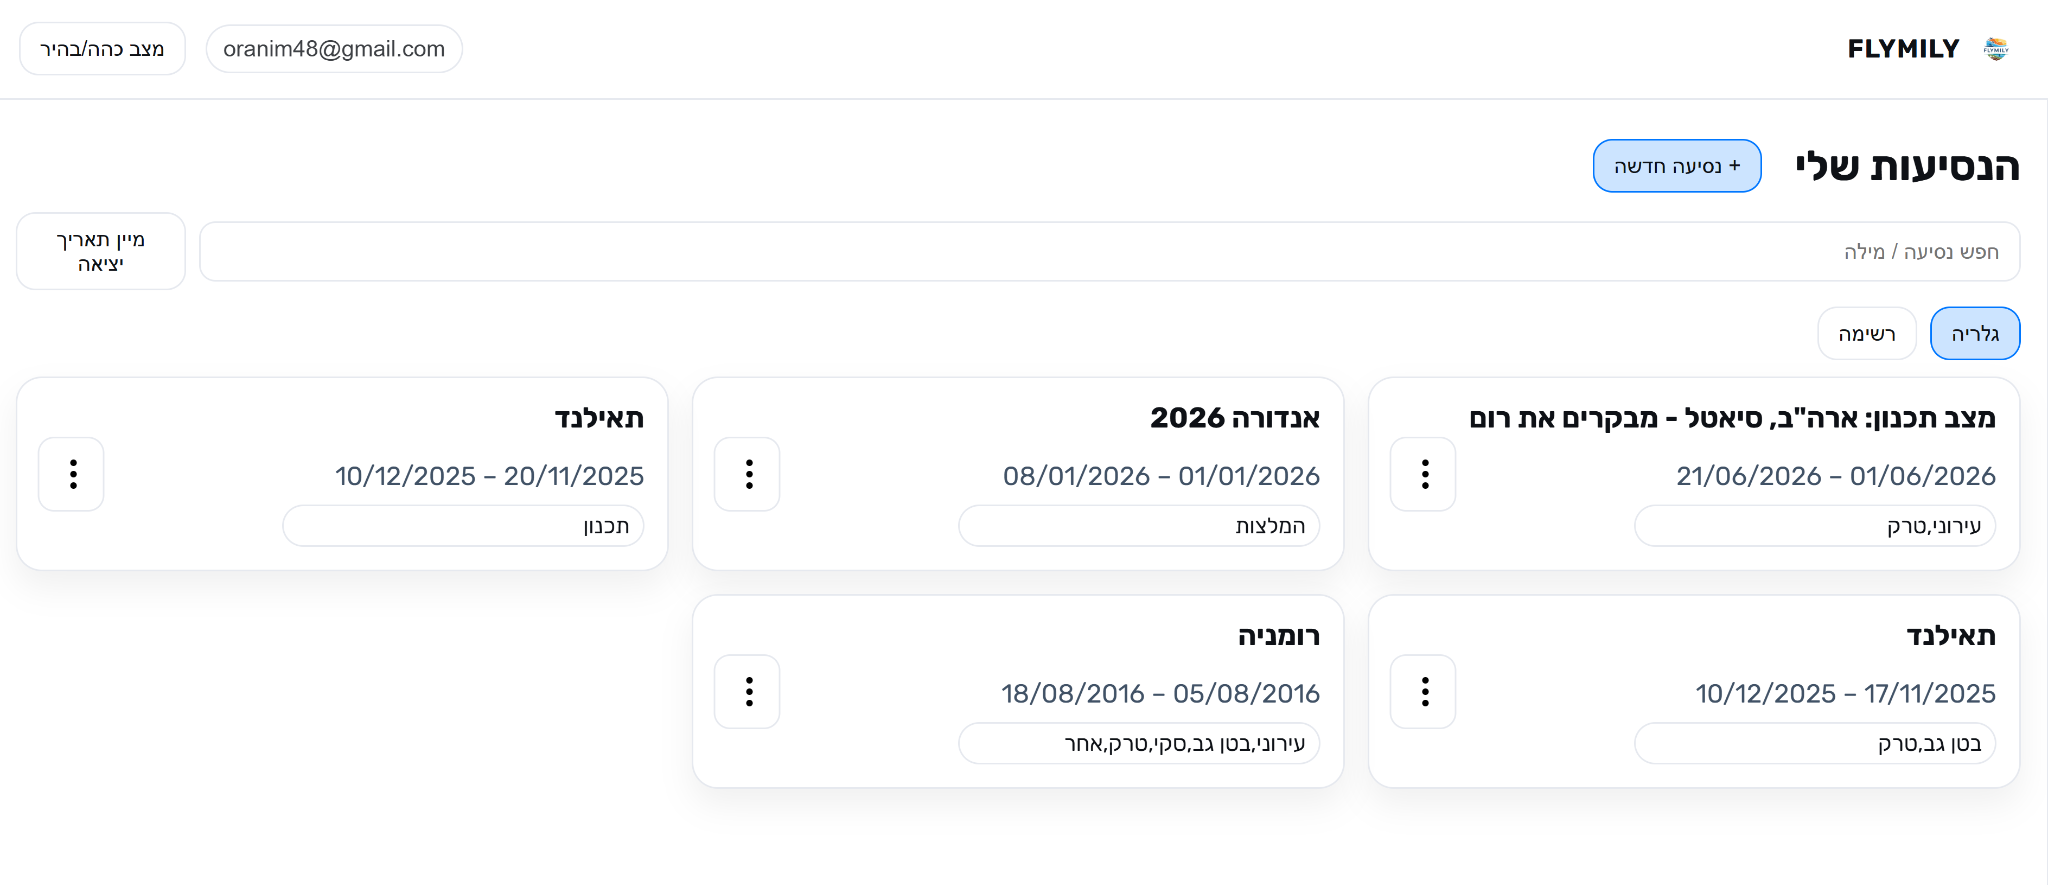 FLYMILY
oranim48@gmail.com
מצב כהה/בהיר
הנסיעות שלי
+ נסיעה חדשה
חפש נסיעה / מילה
מיין תאריך
יציאה
גלריה
רשימה
מצב תכנון: ארה"ב, סיאטל - מבקרים את רום
21/06/2026 – 01/06/2026
עירוני,טרק
אנדורה 2026
08/01/2026 – 01/01/2026
המלצות
תאילנד
10/12/2025 – 20/11/2025
תכנון
תאילנד
10/12/2025 – 17/11/2025
בטן גב,טרק
רומניה
18/08/2016 – 05/08/2016
עירוני,בטן גב,סקי,טרק,אחר